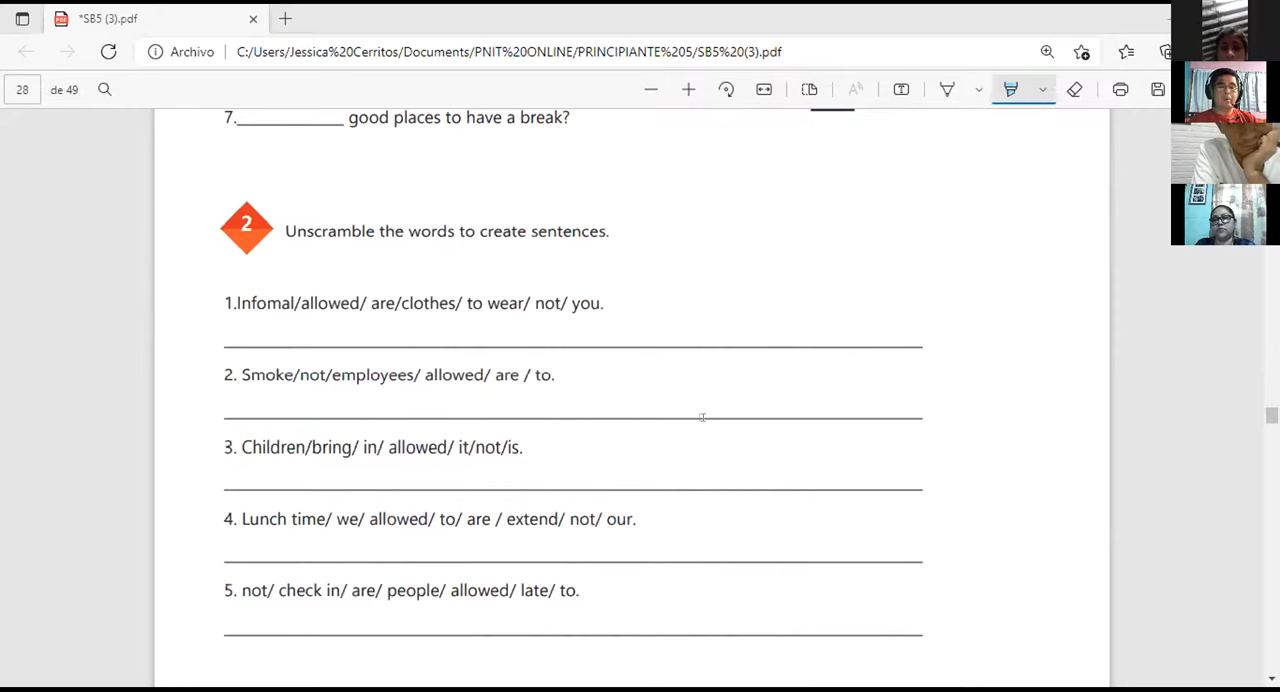 *SB5 (3).pdf
Archivo
C:/Users/Jessica%20Cerritos/Documents/PNIT%20ONLINE/PRINCIPIANTE%205/SB5%20(3).pdf
28 de 49
7.____________ good places to have a break?
2 Unscramble the words to create sentences.
1.Infomal/allowed/ are/clothes/ to wear/ not/ you.
2. Smoke/not/employees/ allowed/ are / to.
3. Children/bring/ in/ allowed/ it/not/is.
4. Lunch time/ we/ allowed/ to/ are / extend/ not/ our.
5. not/ check in/ are/ people/ allowed/ late/ to.